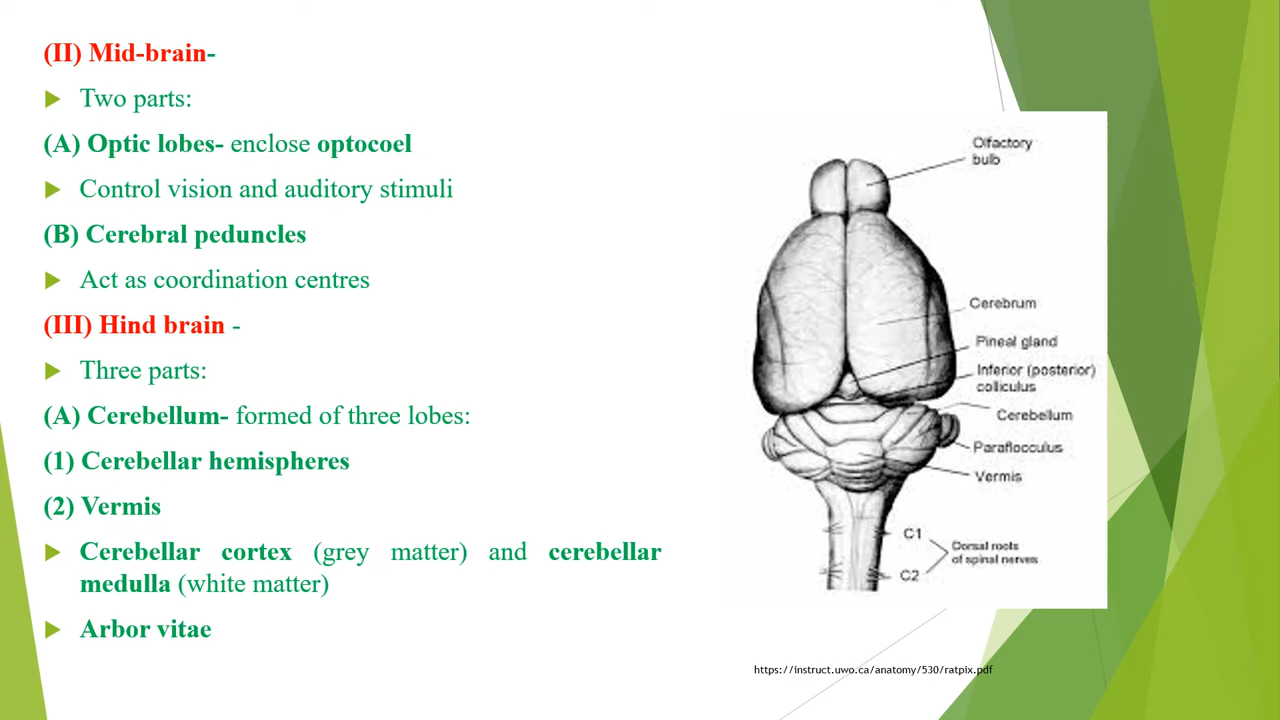 (II) Mid-brain-
Two parts:
(A) Optic lobes- enclose optocoel
Control vision and auditory stimuli
(B) Cerebral peduncles
Act as coordination centres
(III) Hind brain -
Three parts:
(A) Cerebellum- formed of three lobes:
(1) Cerebellar hemispheres
(2) Vermis
Cerebellar cortex (grey matter) and cerebellar
medulla (white matter)
Arbor vitae
Olfactory
bulb
Cerebrum
Pineal gland
Inferior (posterior)
colliculus
Cerebellum
Paraflocculus
Vermis
C1
Dorsal roots
of spinal nerves
C2
https://instruct.uwo.ca/anatomy/530/ratpix.pdf